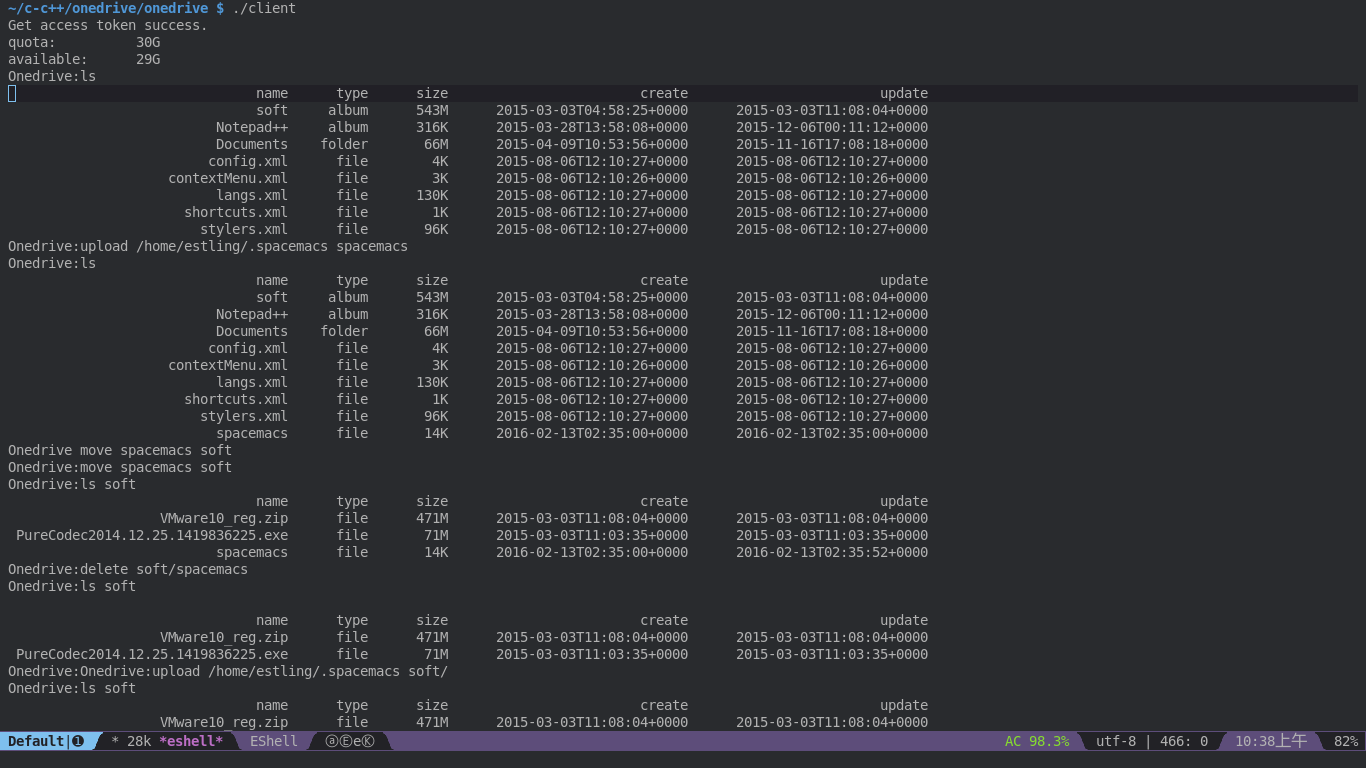 ~/c-c++/onedrive/onedrive $ ./client
Get access token success.
quota: 30G
available: 29G
Onedrive:ls
name type size create update
soft album 543M 2015-03-03T04:58:25+0000 2015-03-03T11:08:04+0000
Notepad++ album 316K 2015-03-28T13:58:08+0000 2015-12-06T00:11:12+0000
Documents folder 66M 2015-04-09T10:53:56+0000 2015-11-16T17:08:18+0000
config.xml file 4K 2015-08-06T12:10:27+0000 2015-08-06T12:10:27+0000
contextMenu.xml file 3K 2015-08-06T12:10:26+0000 2015-08-06T12:10:26+0000
langs.xml file 130K 2015-08-06T12:10:27+0000 2015-08-06T12:10:27+0000
shortcuts.xml file 1K 2015-08-06T12:10:27+0000 2015-08-06T12:10:27+0000
stylers.xml file 96K 2015-08-06T12:10:27+0000 2015-08-06T12:10:27+0000
Onedrive:upload /home/estling/.spacemacs spacemacs
Onedrive:ls
name type size create update
soft album 543M 2015-03-03T04:58:25+0000 2015-03-03T11:08:04+0000
Notepad++ album 316K 2015-03-28T13:58:08+0000 2015-12-06T00:11:12+0000
Documents folder 66M 2015-04-09T10:53:56+0000 2015-11-16T17:08:18+0000
config.xml file 4K 2015-08-06T12:10:27+0000 2015-08-06T12:10:27+0000
contextMenu.xml file 3K 2015-08-06T12:10:26+0000 2015-08-06T12:10:26+0000
langs.xml file 130K 2015-08-06T12:10:27+0000 2015-08-06T12:10:27+0000
shortcuts.xml file 1K 2015-08-06T12:10:27+0000 2015-08-06T12:10:27+0000
stylers.xml file 96K 2015-08-06T12:10:27+0000 2015-08-06T12:10:27+0000
spacemacs file 14K 2016-02-13T02:35:00+0000 2016-02-13T02:35:00+0000
Onedrive move spacemacs soft
Onedrive:move spacemacs soft
Onedrive:ls soft
name type size create update
VMware10_reg.zip file 471M 2015-03-03T11:08:04+0000 2015-03-03T11:08:04+0000
PureCodec2014.12.25.1419836225.exe file 71M 2015-03-03T11:03:35+0000 2015-03-03T11:03:35+0000
spacemacs file 14K 2016-02-13T02:35:00+0000 2016-02-13T02:35:52+0000
Onedrive:delete soft/spacemacs
Onedrive:ls soft
name type size create update
VMware10_reg.zip file 471M 2015-03-03T11:08:04+0000 2015-03-03T11:08:04+0000
PureCodec2014.12.25.1419836225.exe file 71M 2015-03-03T11:03:35+0000 2015-03-03T11:03:35+0000
Onedrive:Onedrive:upload /home/estling/.spacemacs soft/
Onedrive:ls soft
name type size create update
VMware10_reg.zip file 471M 2015-03-03T11:08:04+0000 2015-03-03T11:08:04+0000
Default|❶ * 28k *eshell* EShell ⓐⒺeⓀ AC 98.3% utf-8 | 466: 0 10:38上午 82%